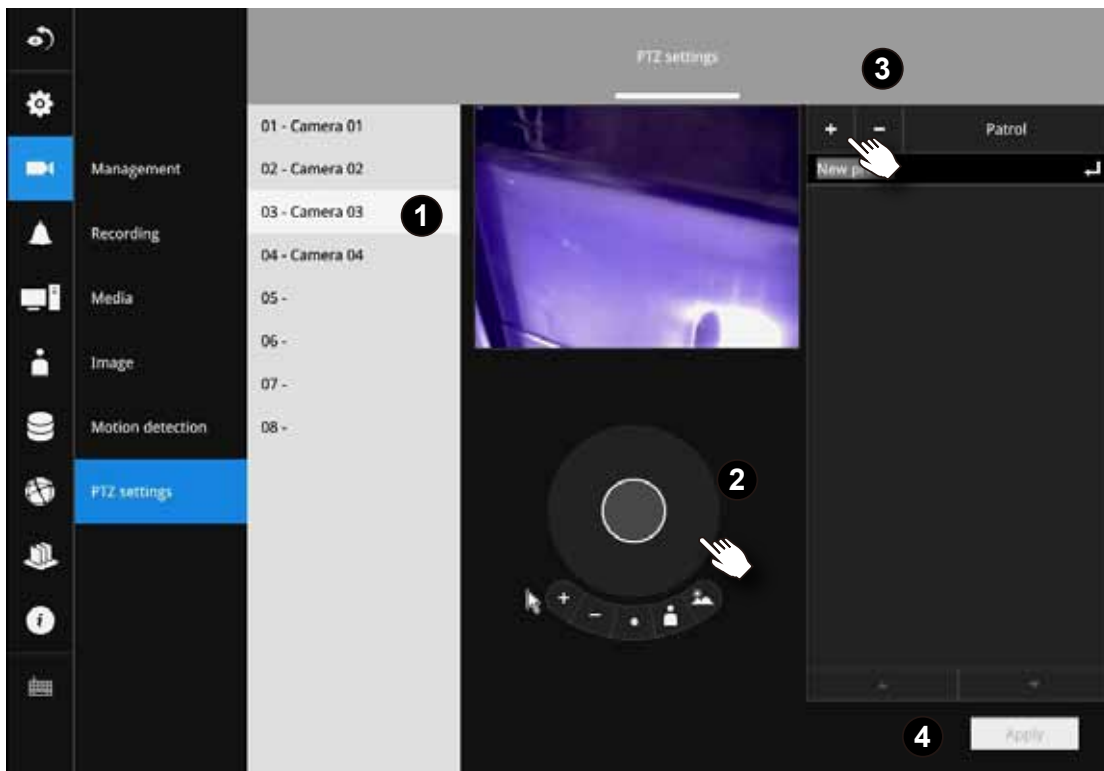 PTZ settings
3
01 - Camera 01
+ - Patrol
Management
02 - Camera 02
New p
03 - Camera 03
1
Recording
04 - Camera 04
Media
05 -
06 -
Image
07 -
Motion detection
08 -
PTZ settings
2
+ -
i
4
Apply